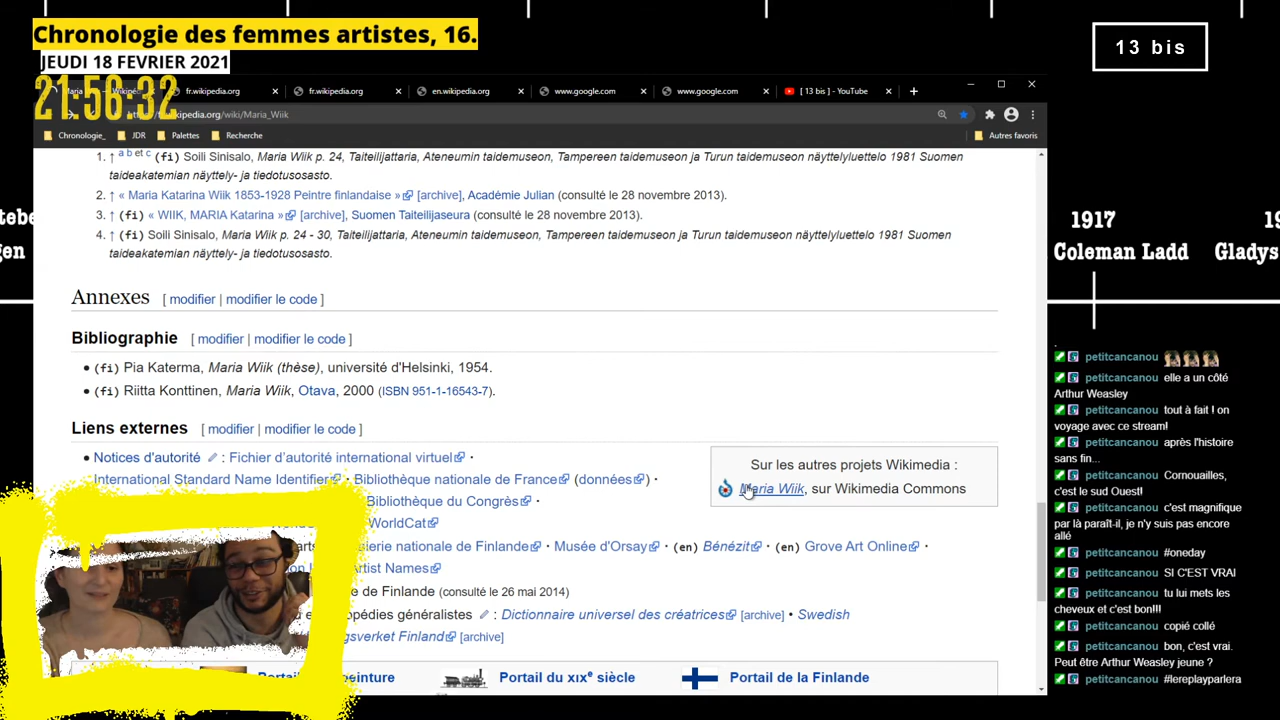 Chronologie des femmes artistes, 16.
JEUDI 18 FEVRIER 2021
21:56:32
13 bis
fr.wikipedia.org
fr.wikipedia.org
en.wikipedia.org
www.google.com
www.google.com
[ 13 bis ] - YouTube
.wikipedia.org/wiki/Maria_Wiik
Chronologie_
JDR
Palettes
Recherche
Autres favoris
1. ↑ a b et c (fi) Soili Sinisalo, Maria Wiik p. 24, Taiteilijattaria, Ateneumin taidemuseon, Tampereen taidemuseon ja Turun taidemuseon näyttelyluettelo 1981 Suomen
taideakatemian näyttely- ja tiedotusosasto.
2. ↑ « Maria Katarina Wiik 1853-1928 Peintre finlandaise » [archive], Acadèmie Julian (consulté le 28 novembre 2013).
3. ↑ (fi) « WIIK, MARIA Katarina » [archive], Suomen Taiteilijaseura (consulté le 28 novembre 2013).
4. ↑ (fi) Soili Sinisalo, Maria Wiik p. 24 - 30, Taiteilijattaria, Ateneumin taidemuseon, Tampereen taidemuseon ja Turun taidemuseon näyttelyluettelo 1981 Suomen
taideakatemian näyttely- ja tiedotusosasto.
Annexes [ modifier | modifier le code ]
Bibliographie [ modifier | modifier le code ]
• (fi) Pia Katerma, Maria Wiik (thèse), université d'Helsinki, 1954.
• (fi) Riitta Konttinen, Maria Wiik, Otava, 2000 (ISBN 951-1-16543-7).
Liens externes [ modifier | modifier le code ]
• Notices d'autorité : Fichier d'autorité international virtuel •
International Standard Name Identifier • Bibliothèque nationale de France (données) •
Bibliothèque du Congrès •
WorldCat
nationale de Finlande • Musée d'Orsay • (en) Bénézit • (en) Grove Art Online •
Artist Names
de Finlande (consulté le 26 mai 2014)
généralistes : Dictionnaire universel des créatrices [archive] • Swedish
Finland [archive]
Sur les autres projets Wikimedia :
Maria Wiik, sur Wikimedia Commons
Portail du XIXe siècle
Portail de la Finlande
1917
Coleman Ladd
Gladys
petitcancanou
petitcancanou elle a un côté
Arthur Weasley
petitcancanou tout à fait ! on
voyage avec ce stream!
petitcancanou après l'histoire
sans fin...
petitcancanou Cornouailles,
c'est le sud Ouest!
petitcancanou c'est magnifique
par là paraît-il, je n'y suis pas encore
allé
petitcancanou #oneday
petitcancanou SI C'EST VRAI
petitcancanou tu lui mets les
cheveux et c'est bon!!!
petitcancanou copié collé
petitcancanou bon, c'est vrai.
Peut être Arthur Weasley jeune ?
petitcancanou #lereplayparlera